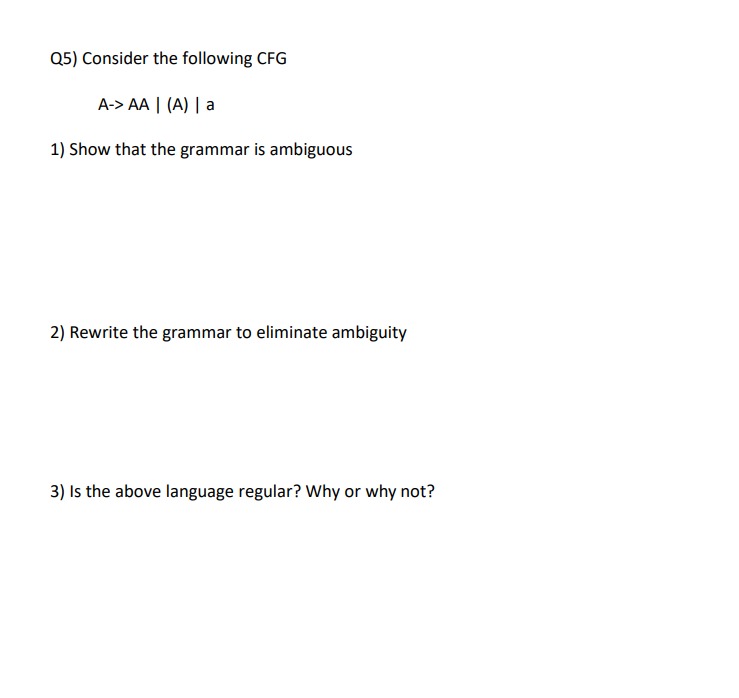 Q5) Consider the following CFG
A-> AA | (A) | a
1) Show that the grammar is ambiguous
2) Rewrite the grammar to eliminate ambiguity
3) Is the above language regular? Why or why not?